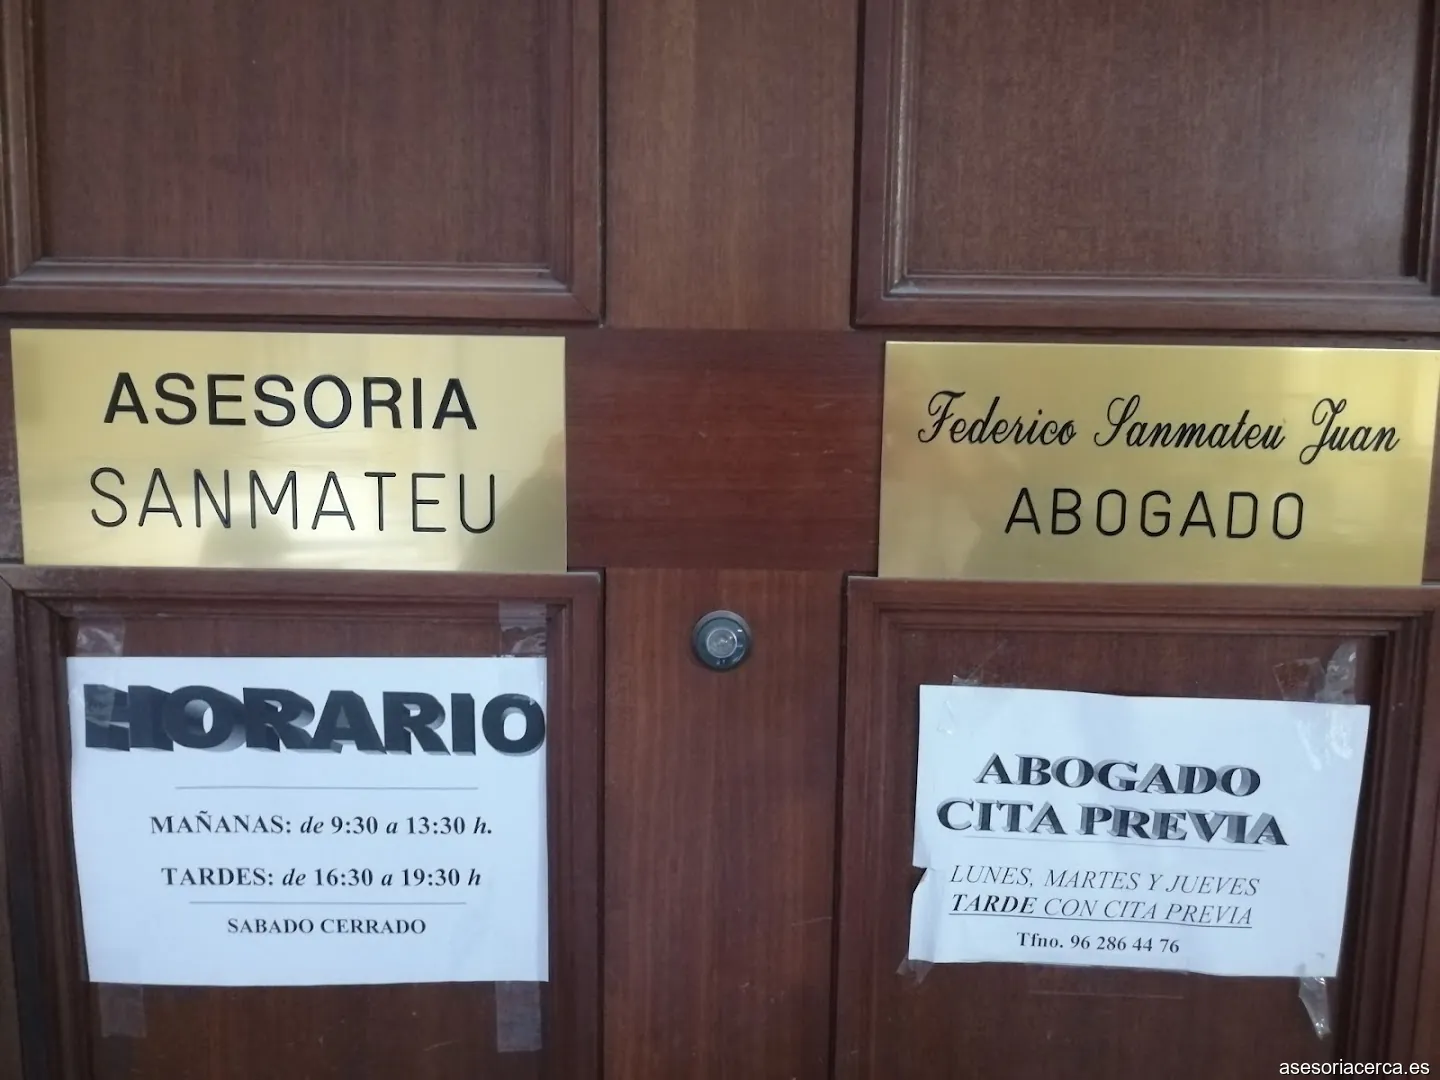 ASESORIA
SANMATEU
Federico Sanmateu Juan
ABOGADO
HORARIO
MAÑANAS: de 9:30 a 13:30 h.
TARDES: de 16:30 a 19:30 h
SABADO CERRADO
ABOGADO
CITA PREVIA
LUNES, MARTES Y JUEVES
TARDE CON CITA PREVIA
Tfno. 96 286 44 76
asesoriacerca.es